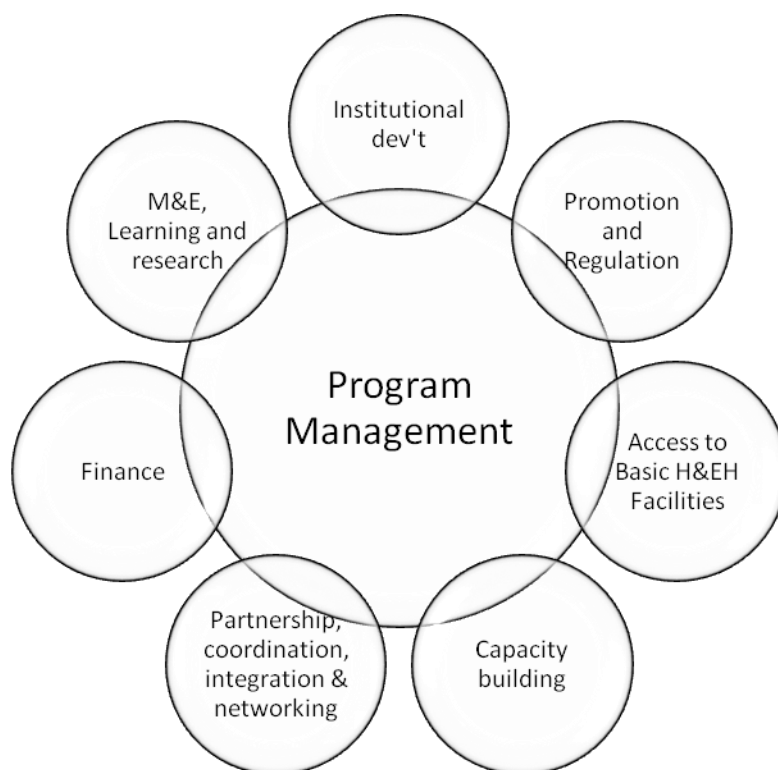 Institutional
dev't
Promotion
and
Regulation
Access to
Basic H&EH
Facilities
Capacity
building
Partnership,
coordination,
integration &
networking
Finance
M&E,
Learning and
research
Program
Management